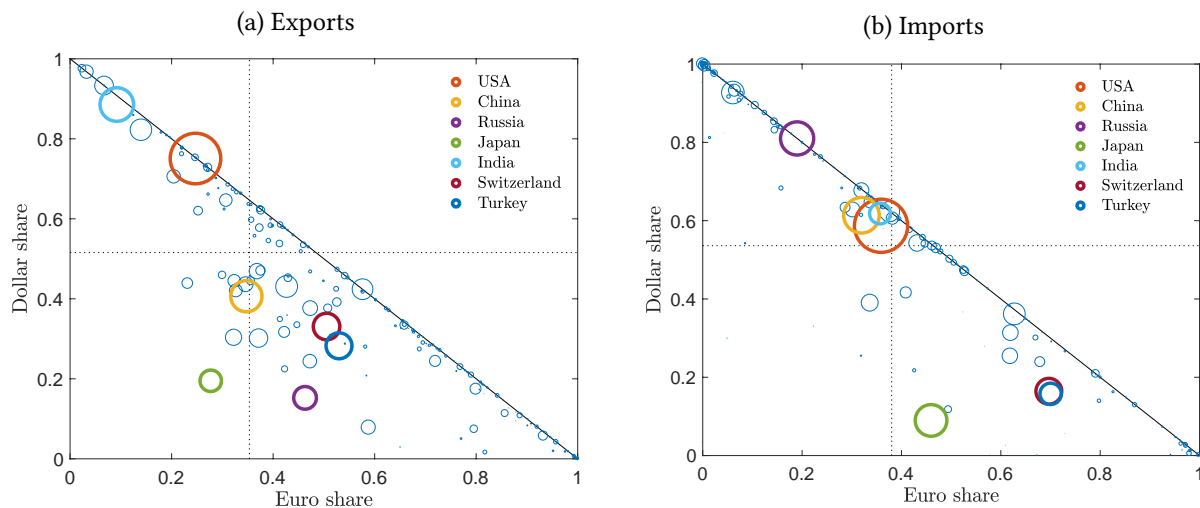 (a) Exports
1
0.8
0.6
0.4
0.2
0
0
0.2
0.4
0.6
0.8
1
Dollar share
Euro share
USA
China
Russia
Japan
India
Switzerland
Turkey
(b) Imports
1
0.8
0.6
0.4
0.2
0
0
0.2
0.4
0.6
0.8
1
Dollar share
Euro share
USA
China
Russia
Japan
India
Switzerland
Turkey